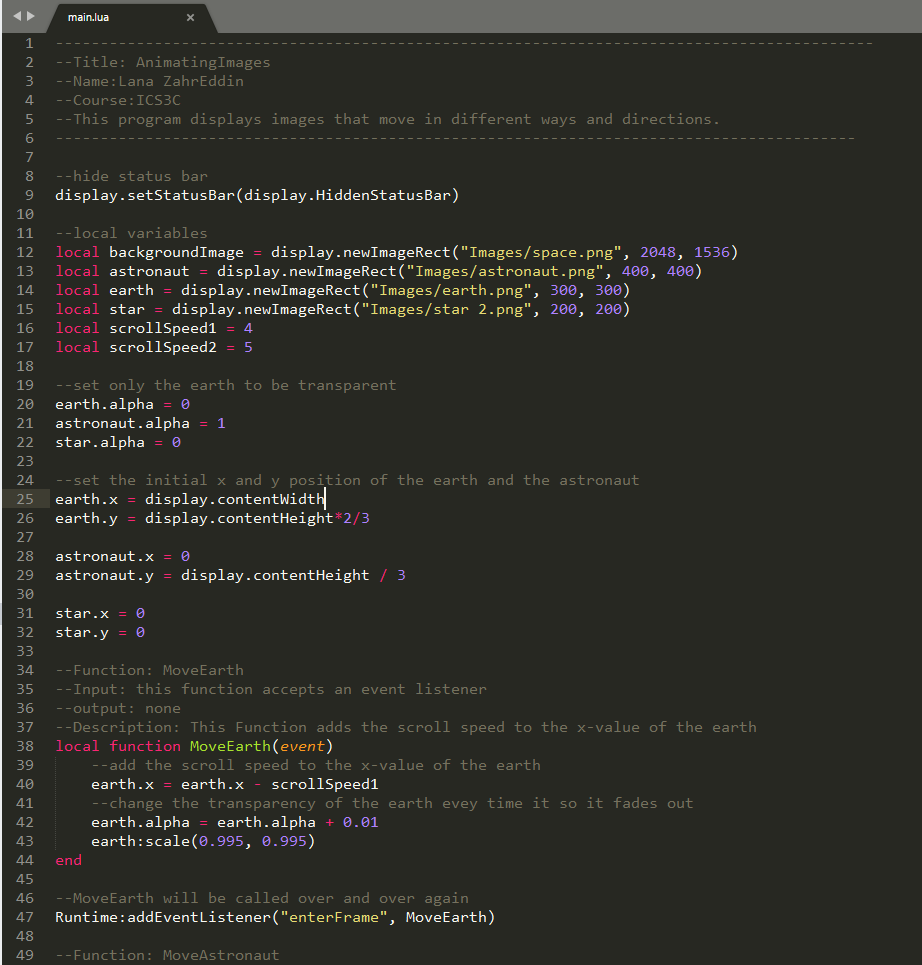 main.lua ×
1 -------------------------------------------------------------------------------------------
2 --Title: AnimatingImages
3 --Name:Lana ZahrEddin
4 --Course:ICS3C
5 --This program displays images that move in different ways and directions.
6 -----------------------------------------------------------------------------------------
7
8 --hide status bar
9 display.setStatusBar(display.HiddenStatusBar)
10
11 --local variables
12 local backgroundImage = display.newImageRect("Images/space.png", 2048, 1536)
13 local astronaut = display.newImageRect("Images/astronaut.png", 400, 400)
14 local earth = display.newImageRect("Images/earth.png", 300, 300)
15 local star = display.newImageRect("Images/star 2.png", 200, 200)
16 local scrollSpeed1 = 4
17 local scrollSpeed2 = 5
18
19 --set only the earth to be transparent
20 earth.alpha = 0
21 astronaut.alpha = 1
22 star.alpha = 0
23
24 --set the initial x and y position of the earth and the astronaut
25 earth.x = display.contentWidth
26 earth.y = display.contentHeight*2/3
27
28 astronaut.x = 0
29 astronaut.y = display.contentHeight / 3
30
31 star.x = 0
32 star.y = 0
33
34 --Function: MoveEarth
35 --Input: this function accepts an event listener
36 --output: none
37 --Description: This Function adds the scroll speed to the x-value of the earth
38 local function MoveEarth(event)
39 --add the scroll speed to the x-value of the earth
40 earth.x = earth.x - scrollSpeed1
41 --change the transparency of the earth evey time it so it fades out
42 earth.alpha = earth.alpha + 0.01
43 earth:scale(0.995, 0.995)
44 end
45
46 --MoveEarth will be called over and over again
47 Runtime:addEventListener("enterFrame", MoveEarth)
48
49 --Function: MoveAstronaut